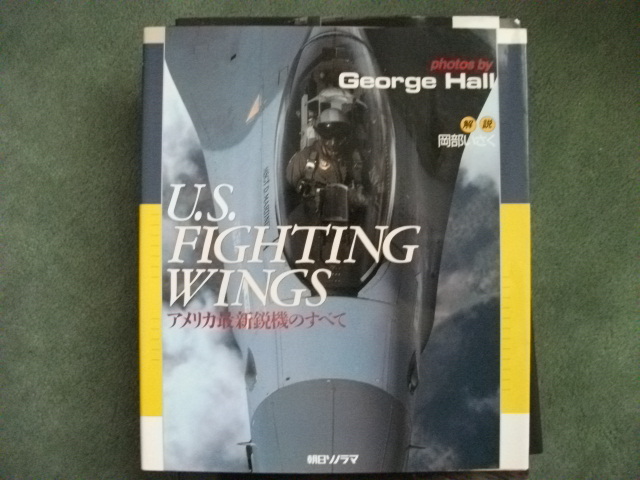 photos by
George Hall
解説
岡部いさく
U.S.
FIGHTING
WINGS
アメリカ最新鋭機のすべて
朝日ソノラマ